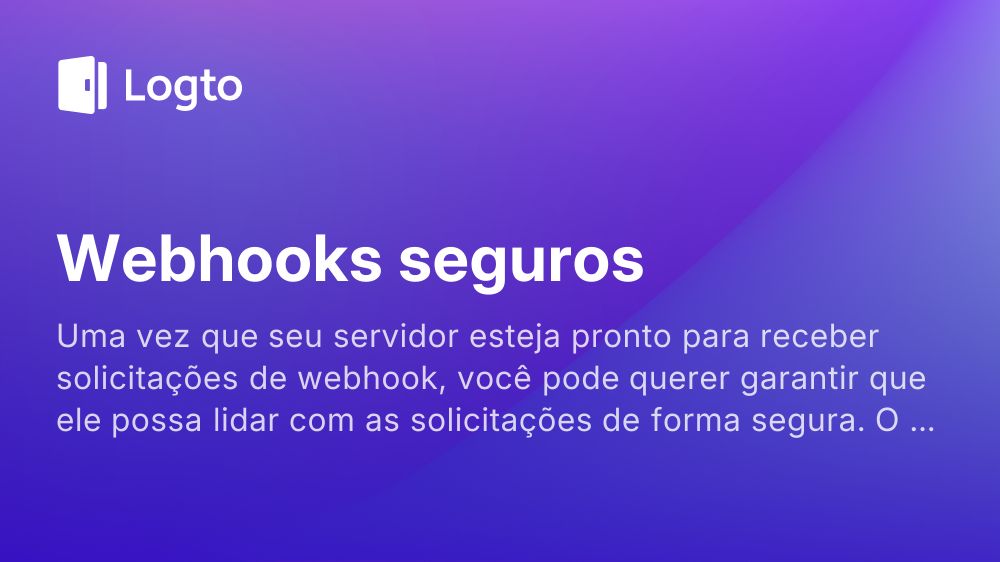 Logto
Webhooks seguros
Uma vez que seu servidor esteja pronto para receber
solicitações de webhook, você pode querer garantir que
ele possa lidar com as solicitações de forma segura. O ...